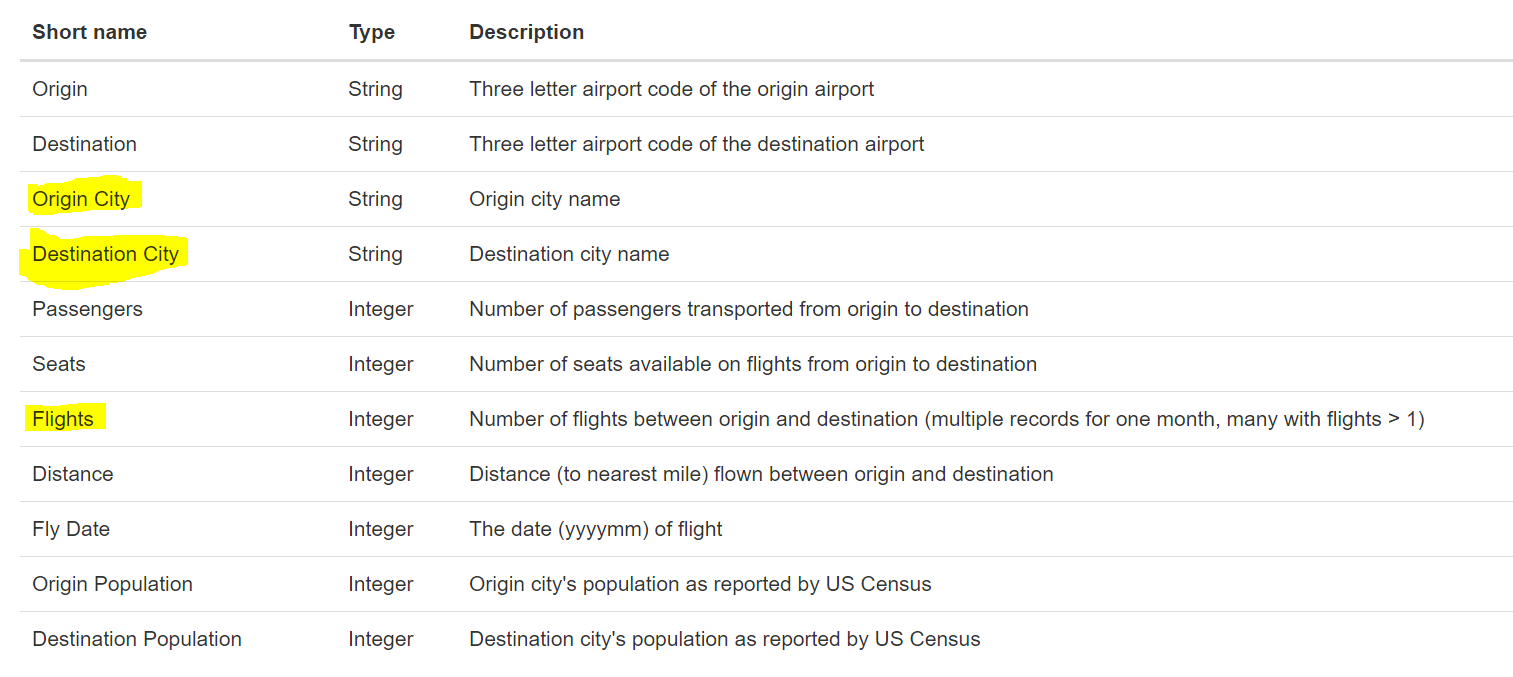 Short name Type Description
Origin String Three letter airport code of the origin airport
Destination String Three letter airport code of the destination airport
Origin City String Origin city name
Destination City String Destination city name
Passengers Integer Number of passengers transported from origin to destination
Seats Integer Number of seats available on flights from origin to destination
Flights Integer Number of flights between origin and destination (multiple records for one month, many with flights > 1)
Distance Integer Distance (to nearest mile) flown between origin and destination
Fly Date Integer The date (yyyymm) of flight
Origin Population Integer Origin city's population as reported by US Census
Destination Population Integer Destination city's population as reported by US Census